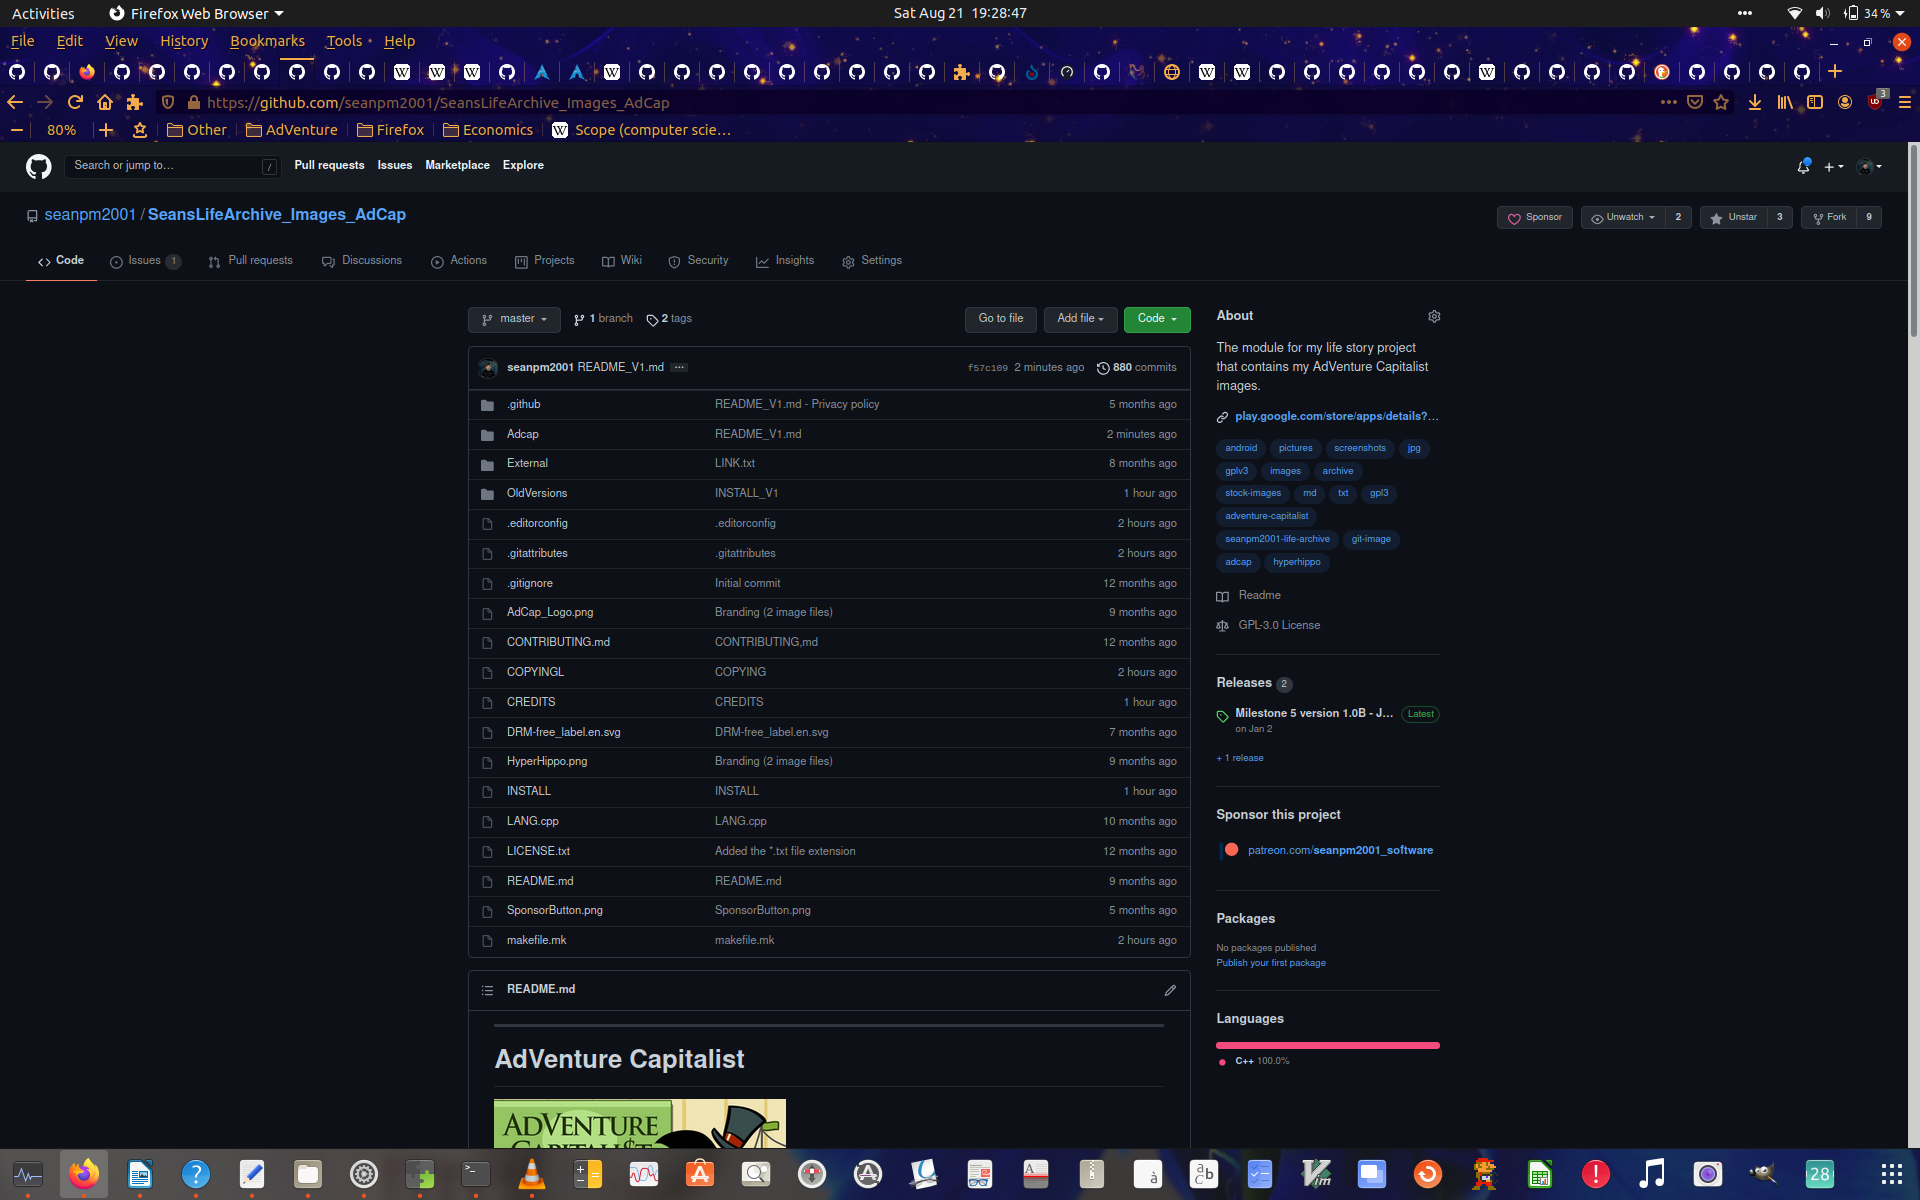 Activities Firefox Web Browser Sat Aug 21 19:28:47 34 %
File Edit View History Bookmarks Tools Help
https://github.com/seanpm2001/SeansLifeArchive_Images_AdCap 3
80% Other AdVenture Firefox Economics Scope (computer scie…
Search or jump to… / Pull requests Issues Marketplace Explore
seanpm2001 / SeansLifeArchive_Images_AdCap Sponsor Unwatch 2 Unstar 3 Fork 9
Code Issues 1 Pull requests Discussions Actions Projects Wiki Security Insights Settings
master 1 branch 2 tags Go to file Add file Code
seanpm2001 README_V1.md … f57c109 2 minutes ago 880 commits
.github README_V1.md - Privacy policy 5 months ago
Adcap README_V1.md 2 minutes ago
External LINK.txt 8 months ago
OldVersions INSTALL_V1 1 hour ago
.editorconfig .editorconfig 2 hours ago
.gitattributes .gitattributes 2 hours ago
.gitignore Initial commit 12 months ago
AdCap_Logo.png Branding (2 image files) 9 months ago
CONTRIBUTING.md CONTRIBUTING,md 12 months ago
COPYINGL COPYING 2 hours ago
CREDITS CREDITS 1 hour ago
DRM-free_label.en.svg DRM-free_label.en.svg 7 months ago
HyperHippo.png Branding (2 image files) 9 months ago
INSTALL INSTALL 1 hour ago
LANG.cpp LANG.cpp 10 months ago
LICENSE.txt Added the *.txt file extension 12 months ago
README.md README.md 9 months ago
SponsorButton.png SponsorButton.png 5 months ago
makefile.mk makefile.mk 2 hours ago
README.md
AdVenture Capitalist
ADVENTURE
CAPITALI$T
About
The module for my life story project
that contains my AdVenture Capitalist
images.
play.google.com/store/apps/details?…
android pictures screenshots jpg
gplv3 images archive
stock-images md txt gpl3
adventure-capitalist
seanpm2001-life-archive git-image
adcap hyperhippo
Readme
GPL-3.0 License
Releases 2
Milestone 5 version 1.0B - J… Latest
on Jan 2
+ 1 release
Sponsor this project
patreon.com/seanpm2001_software
Packages
No packages published
Publish your first package
Languages
C++ 100.0%
28